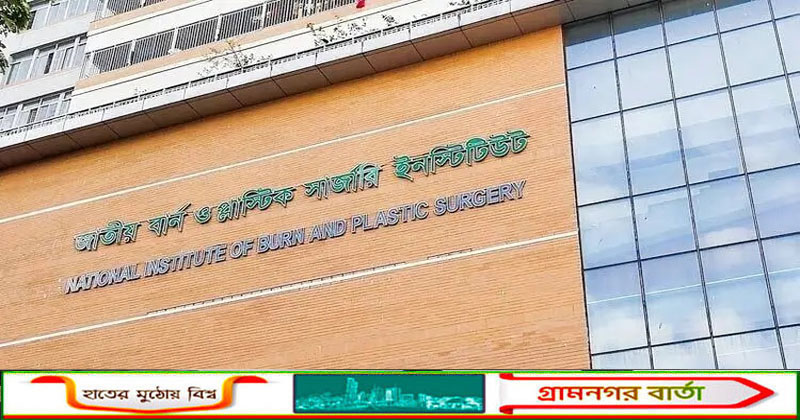 জাতীয় বার্ন ও প্লাস্টিক সার্জারি ইনস্টিটিউট
NATIONAL INSTITUTE OF BURN AND PLASTIC SURGERY
হাতের মুঠোয় বিশ্ব
গ্রামনগর বার্তা